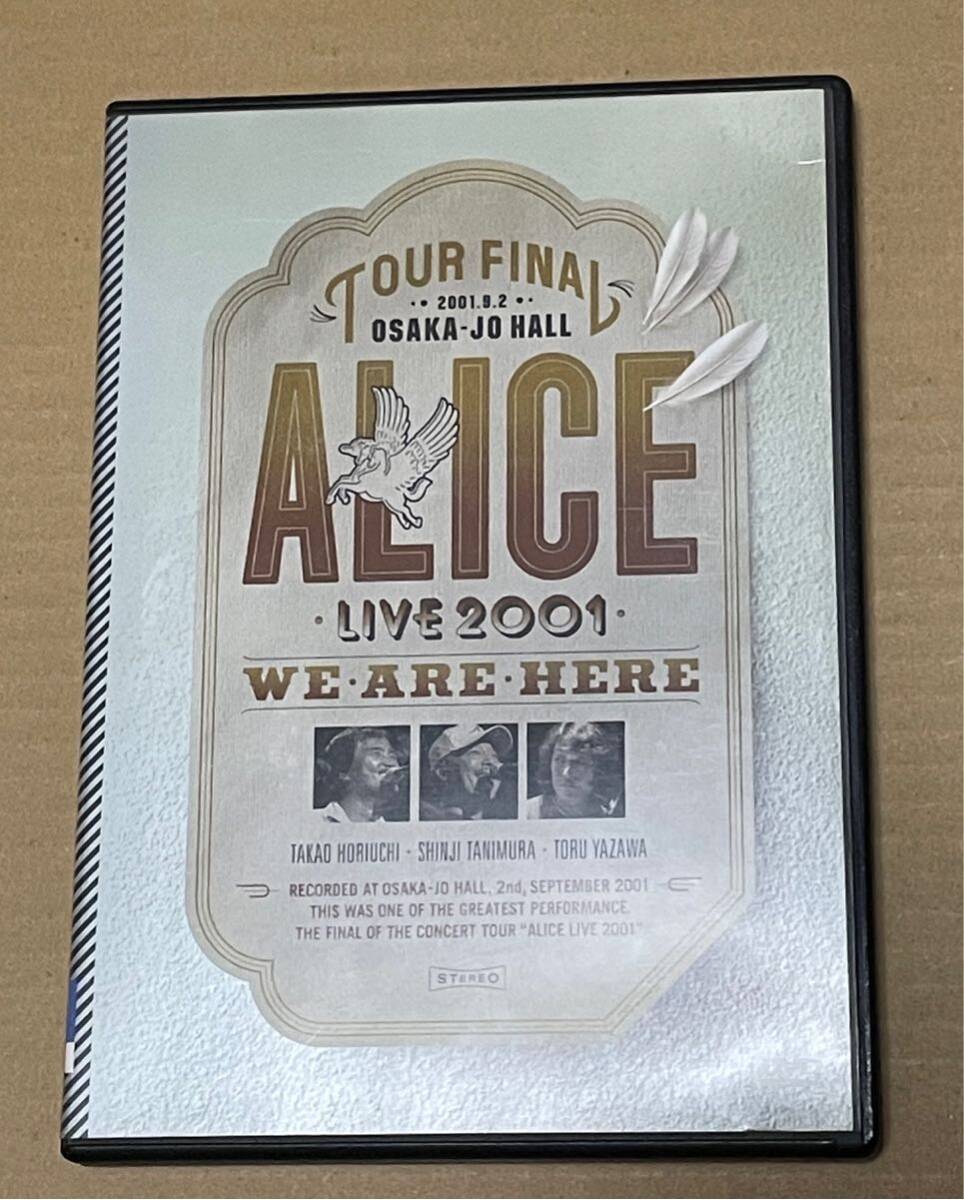 TOUR FINAL
·• 2001.9.2 •·
OSAKA-JO HALL
ALICE
· LIVE 2001 ·
WE·ARE·HERE
TAKAO HORIUCHI · SHINJI TANIMURA · TORU YAZAWA
RECORDED AT OSAKA-JO HALL, 2nd, SEPTEMBER 2001
THIS WAS ONE OF THE GREATEST PERFORMANCE.
THE FINAL OF THE CONCERT TOUR "ALICE LIVE 2001"
STEREO